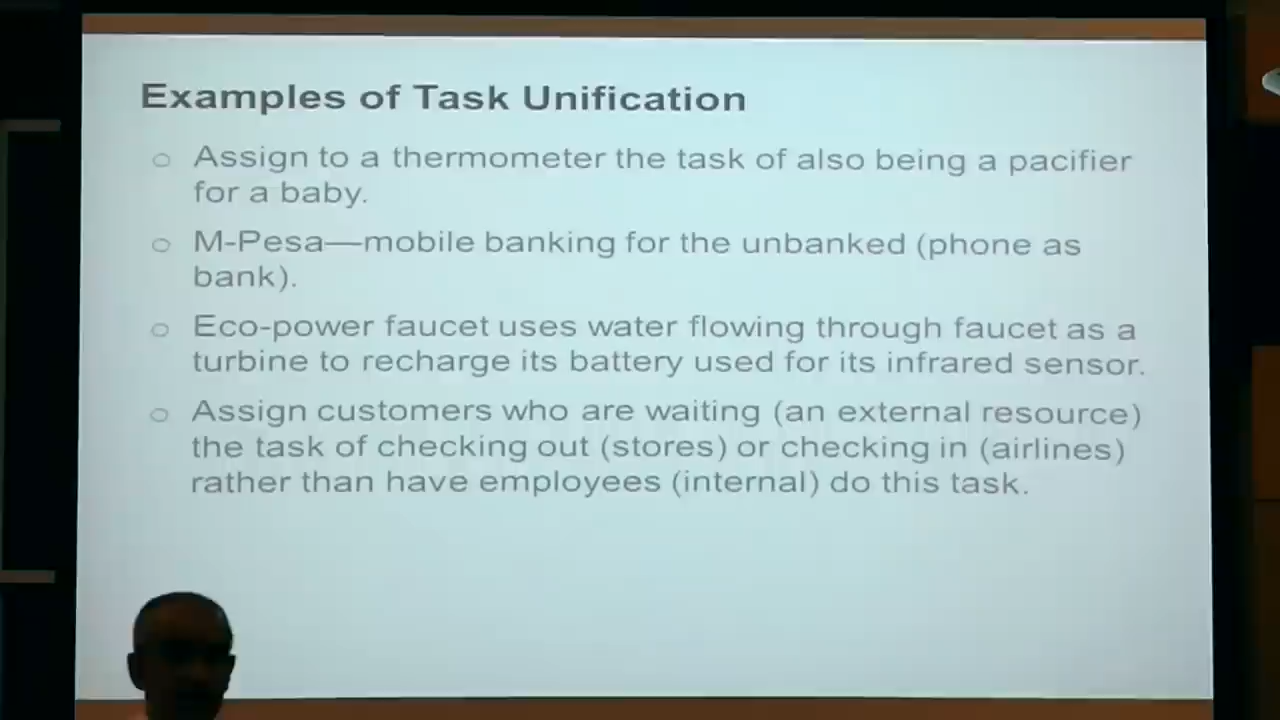 Examples of Task Unification
Assign to a thermometer the task of also being a pacifier
for a baby.
M-Pesa—mobile banking for the unbanked (phone as
bank).
Eco-power faucet uses water flowing through faucet as a
turbine to recharge its battery used for its infrared sensor.
Assign customers who are waiting (an external resource)
the task of checking out (stores) or checking in (airlines)
rather than have employees (internal) do this task.